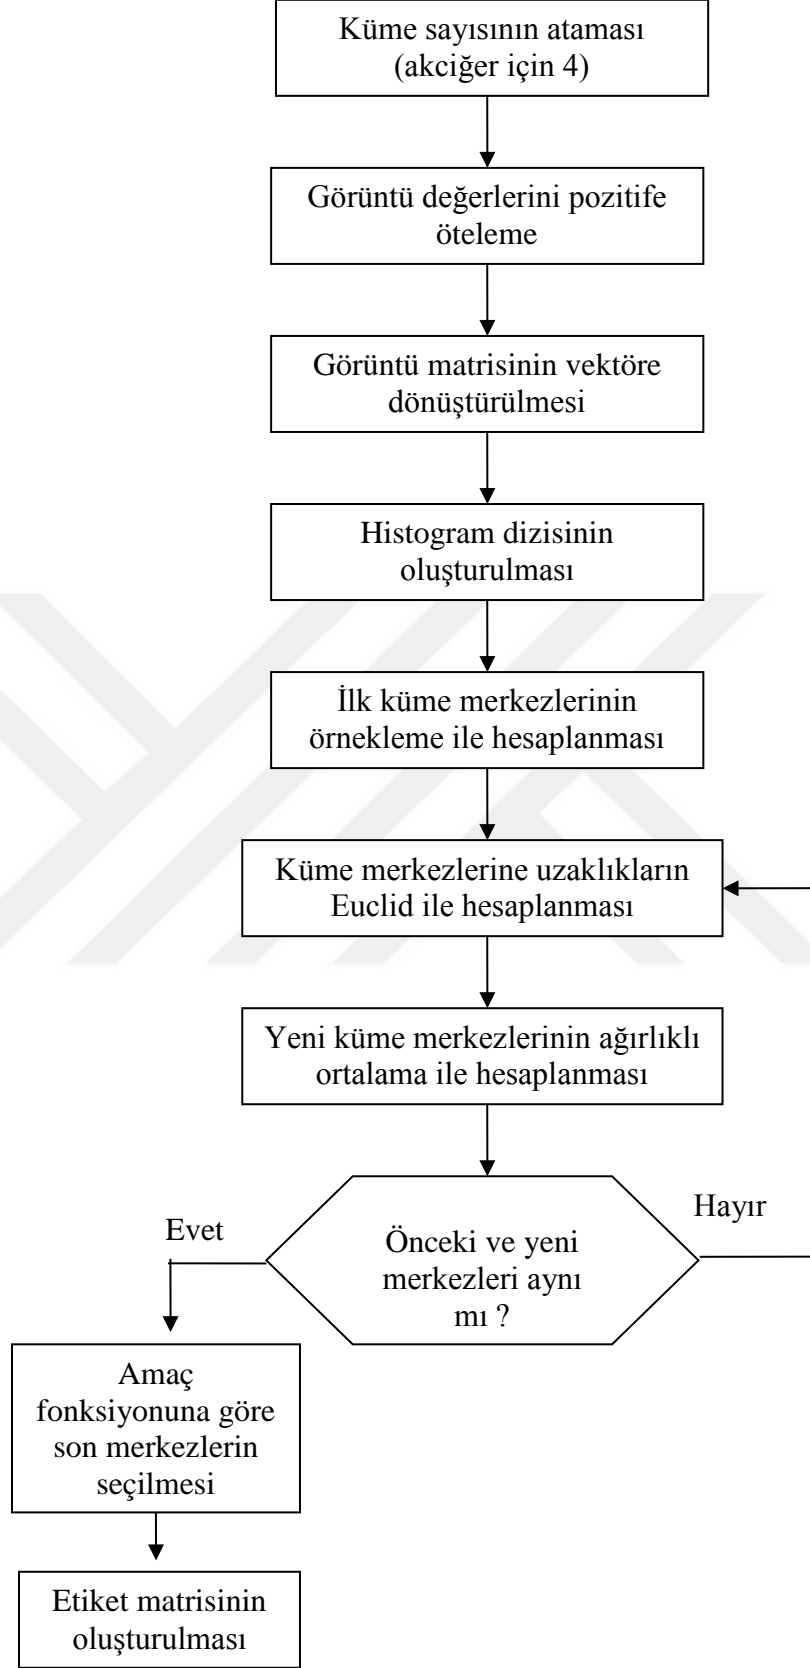 Küme sayısının ataması
(akciğer için 4)
Görüntü değerlerini pozitife
öteleme
Görüntü matrisinin vektöre
dönüştürülmesi
Histogram dizisinin
oluşturulması
İlk küme merkezlerinin
örnekleme ile hesaplanması
Küme merkezlerine uzaklıkların
Euclid ile hesaplanması
Yeni küme merkezlerinin ağırlıklı
ortalama ile hesaplanması
Hayır
Evet
Önceki ve yeni
merkezleri aynı
mı ?
Amaç
fonksiyonuna göre
son merkezlerin
seçilmesi
Etiket matrisinin
oluşturulması